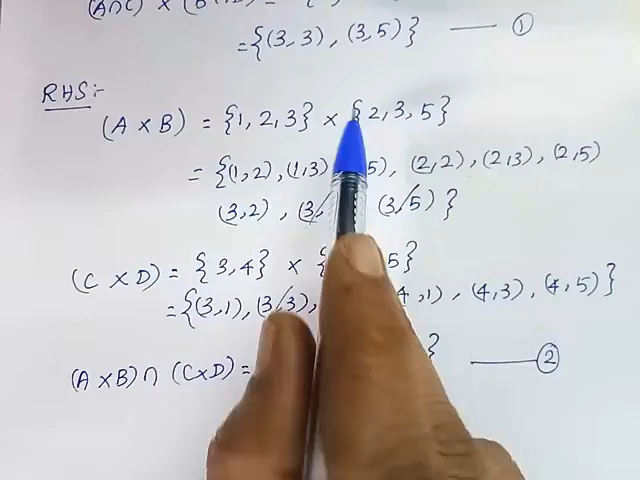 (A∩C) × (B∩D) = {
= {(3,3), (3,5)} —— ①
RHS:-
(A × B) = {1, 2, 3} × {2, 3, 5}
= {(1,2), (1,3) 5), (2,2), (2,3), (2,5)
(3,2), (3, (3,5)}
(C × D) = {3,4} × { 5}
= {(3,1), (3,3), 4,1), (4,3), (4,5)}
(A × B) ∩ (C×D) = } —— ②